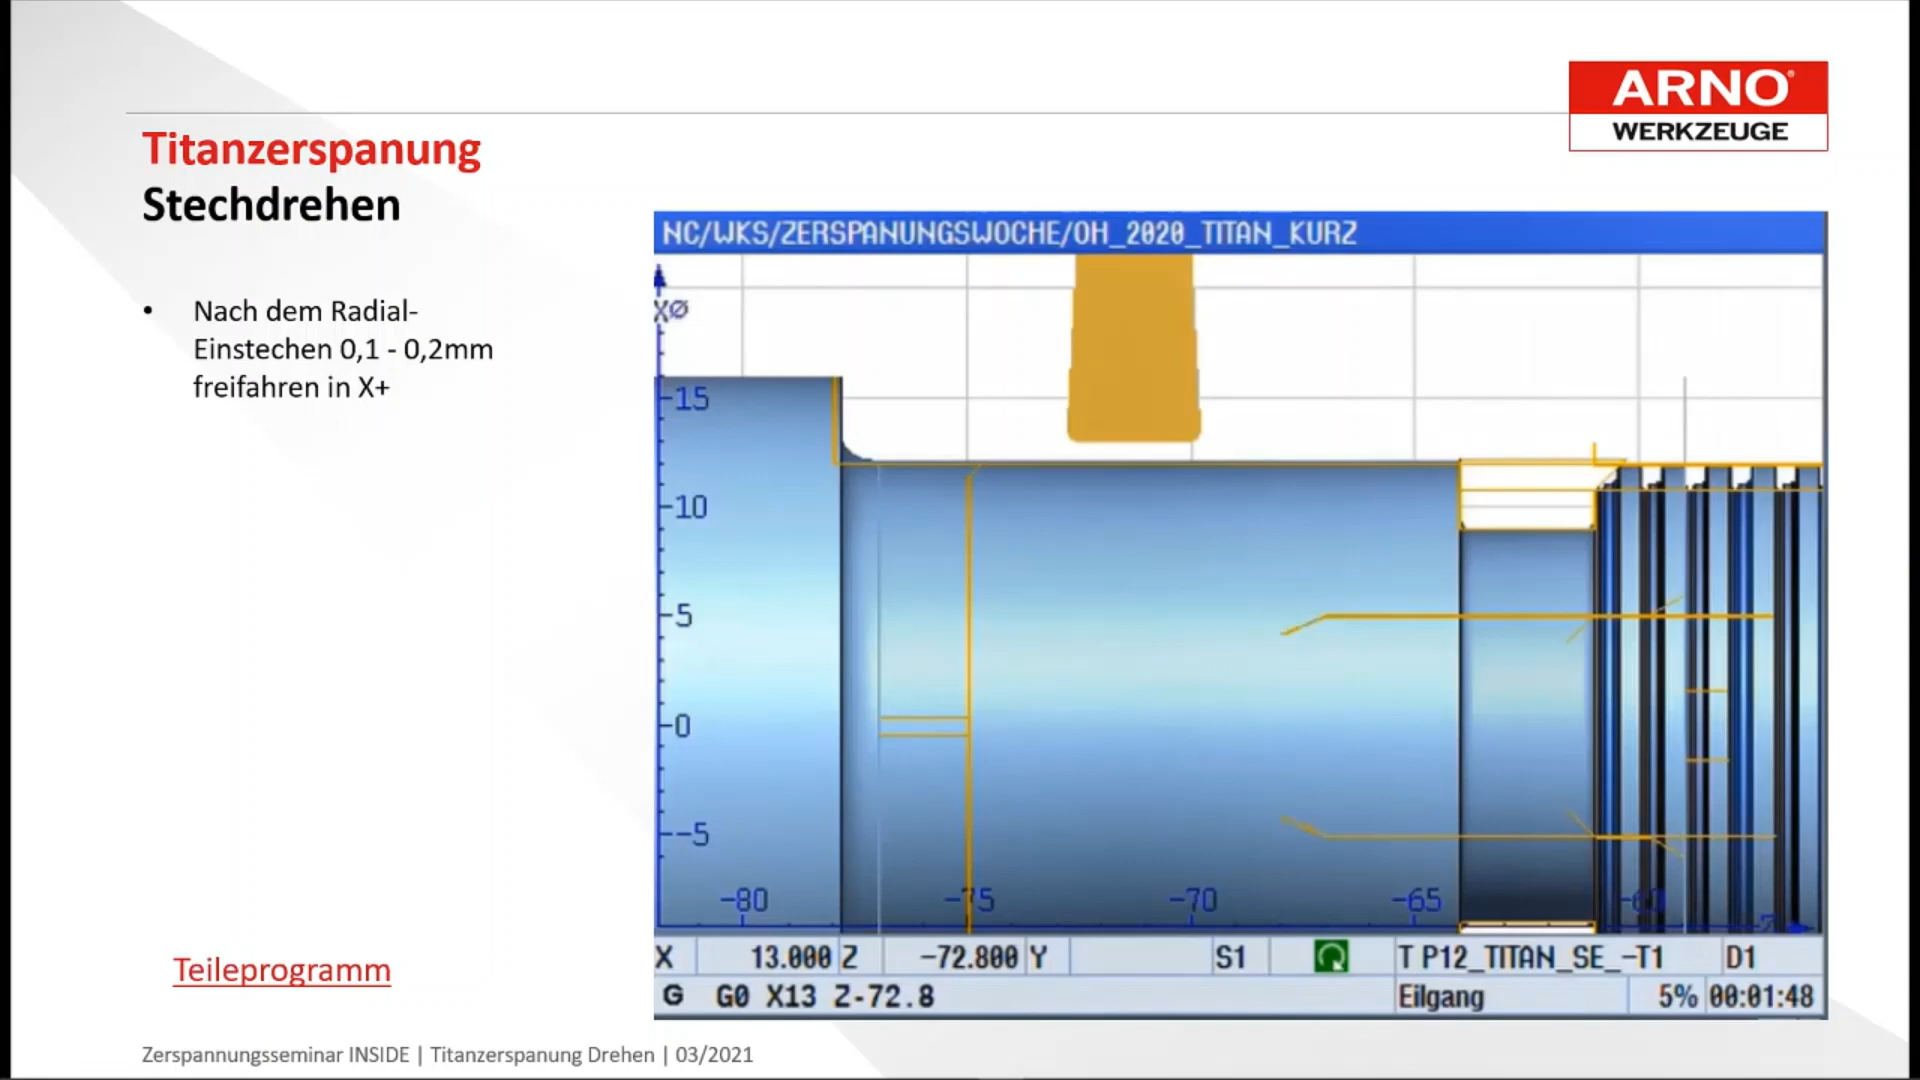 ARNO®
WERKZEUGE
Titanzerspanung
Stechdrehen
• Nach dem Radial-
Einstechen 0,1 - 0,2mm
freifahren in X+
Teileprogramm
NC/WKS/ZERSPANUNGSWOCHE/OH_2020_TITAN_KURZ
XØ
15
10
5
0
-5
-80 -75 -70 -65 -60 Z
X 13.000 Z -72.800 Y S1 T P12_TITAN_SE_-T1 D1
G G0 X13 Z-72.8 Eilgang 5% 00:01:48
Zerspannungsseminar INSIDE | Titanzerspanung Drehen | 03/2021